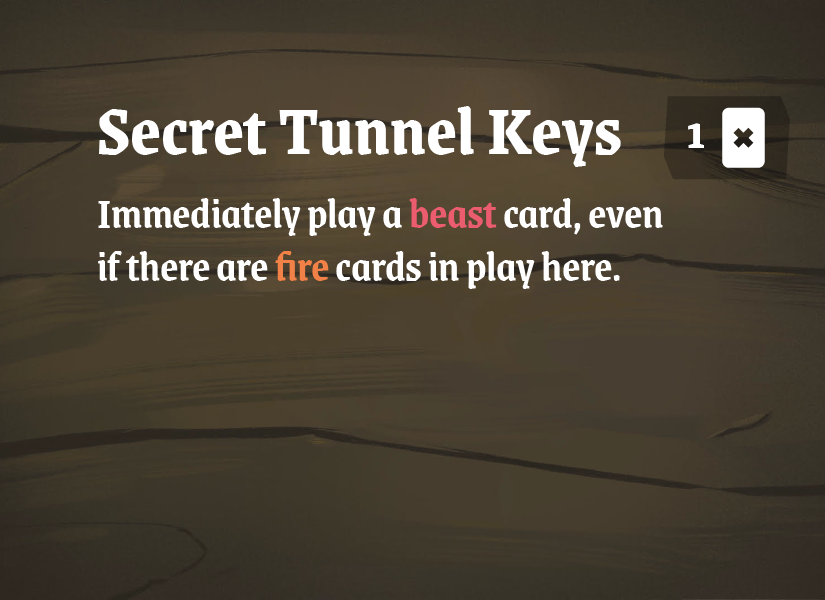 Secret Tunnel Keys 1
Immediately play a beast card, even
if there are fire cards in play here.